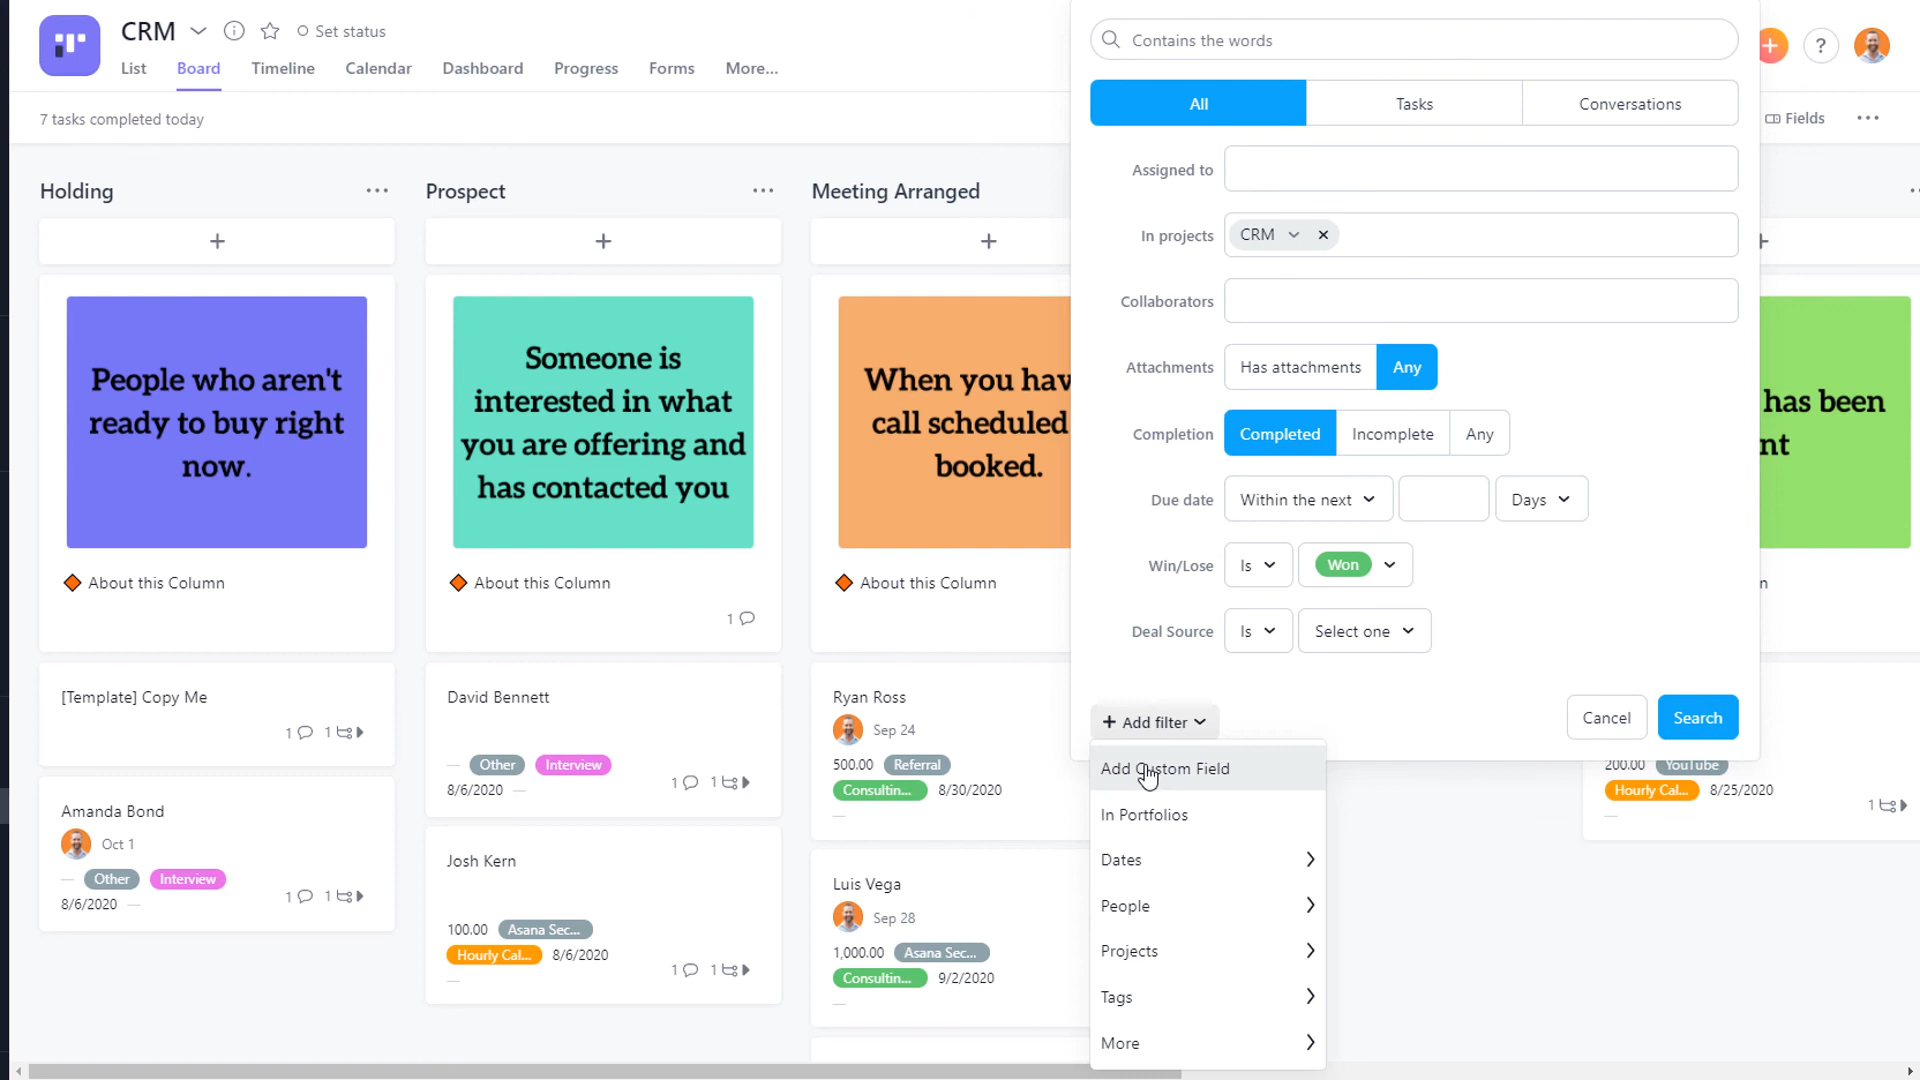 CRM
Set status
List
Board
Timeline
Calendar
Dashboard
Progress
Forms
More...
7 tasks completed today
Fields
Holding
Prospect
Meeting Arranged
People who aren't
ready to buy right
now.
About this Column
[Template] Copy Me
1 1
Amanda Bond
Oct 1
Other Interview
8/6/2020
1 1
Someone is
interested in what
you are offering and
has contacted you
About this Column
1
David Bennett
Other Interview
8/6/2020
1 1
Josh Kern
100.00 Asana Sec...
Hourly Cal... 8/6/2020
1 1
When you hav
call scheduled
booked.
About this Column
Ryan Ross
Sep 24
500.00 Referral
Consultin... 8/30/2020
Luis Vega
Sep 28
1,000.00 Asana Sec...
Consultin... 9/2/2020
Contains the words
All
Tasks
Conversations
Assigned to
In projects CRM
Collaborators
Attachments Has attachments Any
Completion Completed Incomplete Any
Due date Within the next Days
Win/Lose Is Won
Deal Source Is Select one
+ Add filter
Cancel
Search
Add Custom Field
In Portfolios
Dates
People
Projects
Tags
More
has been
nt
n
200.00 YouTube
Hourly Cal... 8/25/2020
1